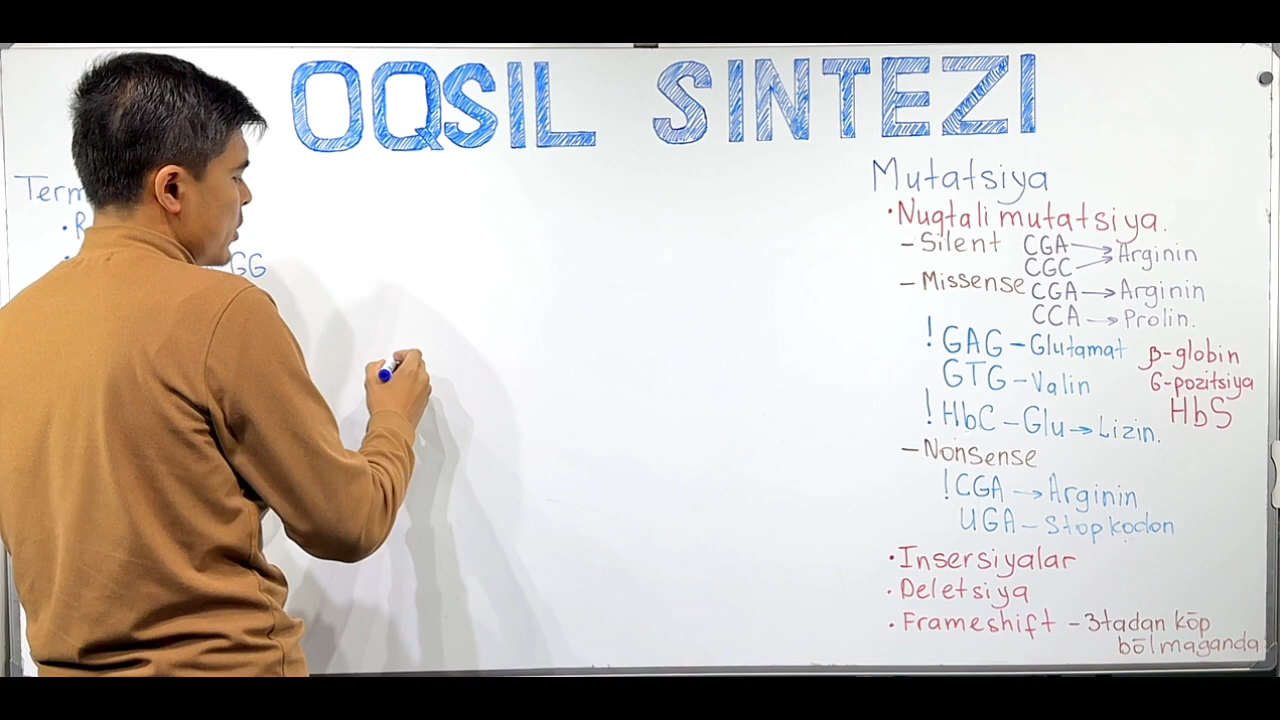 OQSIL SINTEZI
Term
GG
Mutatsiya
• Nuqtali mutatsiya.
– Silent CGA → Arginin
CGC
– Missense CGA → Arginin
CCA → Prolin.
! GAG – Glutamat β-globin
GTG – Valin 6-pozitsiya
HbS
! HbC – Glu → Lizin.
– Nonsense
! CGA → Arginin
UGA – Stop kodon
• Insersiyalar
• Deletsiya
• Frameshift – 3tadan kōp
bōlmaganda